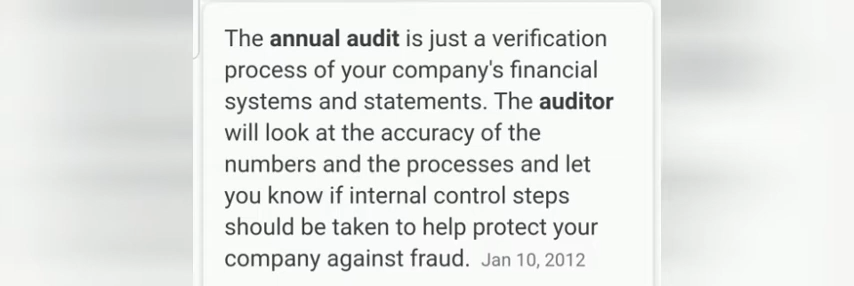 The annual audit is just a verification
process of your company's financial
systems and statements. The auditor
will look at the accuracy of the
numbers and the processes and let
you know if internal control steps
should be taken to help protect your
company against fraud. Jan 10, 2012